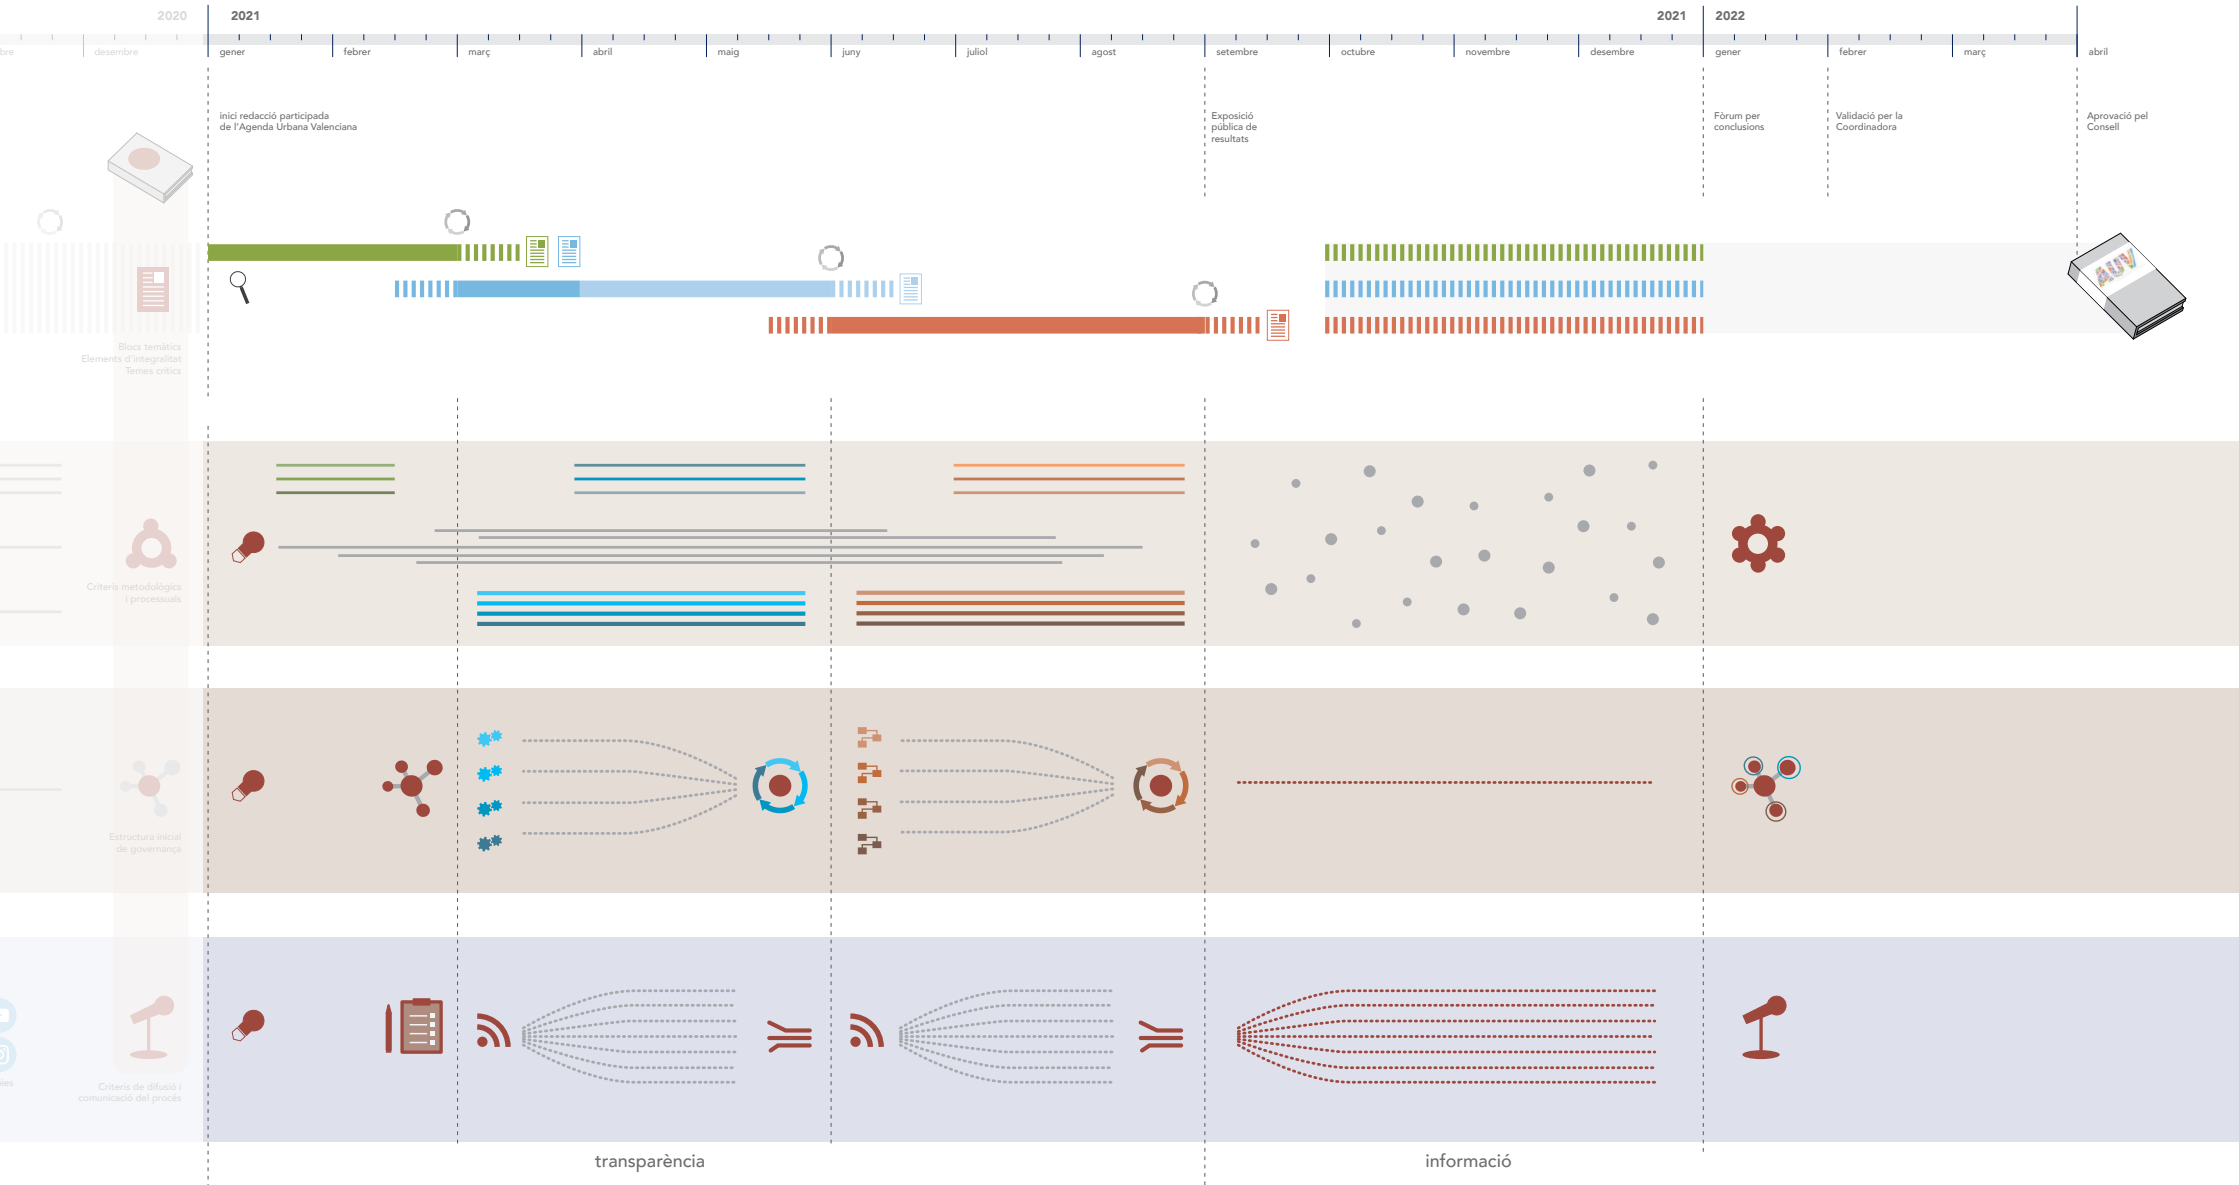 2020
2021
2021
2022
bre
desembre
gener
febrer
març
abril
maig
juny
juliol
agost
setembre
octubre
novembre
desembre
gener
febrer
març
abril
inici redacció participada
de l'Agenda Urbana Valenciana
Exposició
pública de
resultats
Fòrum per
conclusions
Validació per la
Coordinadora
Aprovació pel
Consell
AUV
Blocs temàtics
Elements d'integralitat
Temes crítics
Criteris metodològics
i processuals
Estructura inicial
de governança
Criteris de difusió i
comunicació del procés
transparència
informació